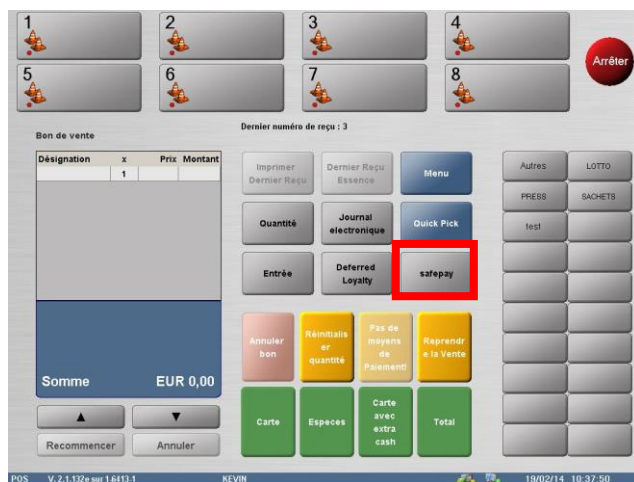 1 2 3 4
Arrêter
5 6 7 8
Dernier numéro de reçu : 3
Bon de vente
Désignation x Prix Montant
1
Imprimer
Dernier Reçu
Dernier Reçu
Essence
Menu
Autres LOTTO
PRESS SACHETS
Quantité
Journal
electronique
Quick Pick
test
Entrée
Deferred
Loyalty
safepay
Annuler
bon
Réinitialis
er
quantité
Pas de
moyens
de
Paiement!
Reprendr
e la Vente
Somme EUR 0,00
Carte
Especes
Carte
avec
extra
cash
Total
Recommencer Annuler
POS V. 2.1.132e sur 1.6413.1 KEVIN 19/02/14 10:37:50